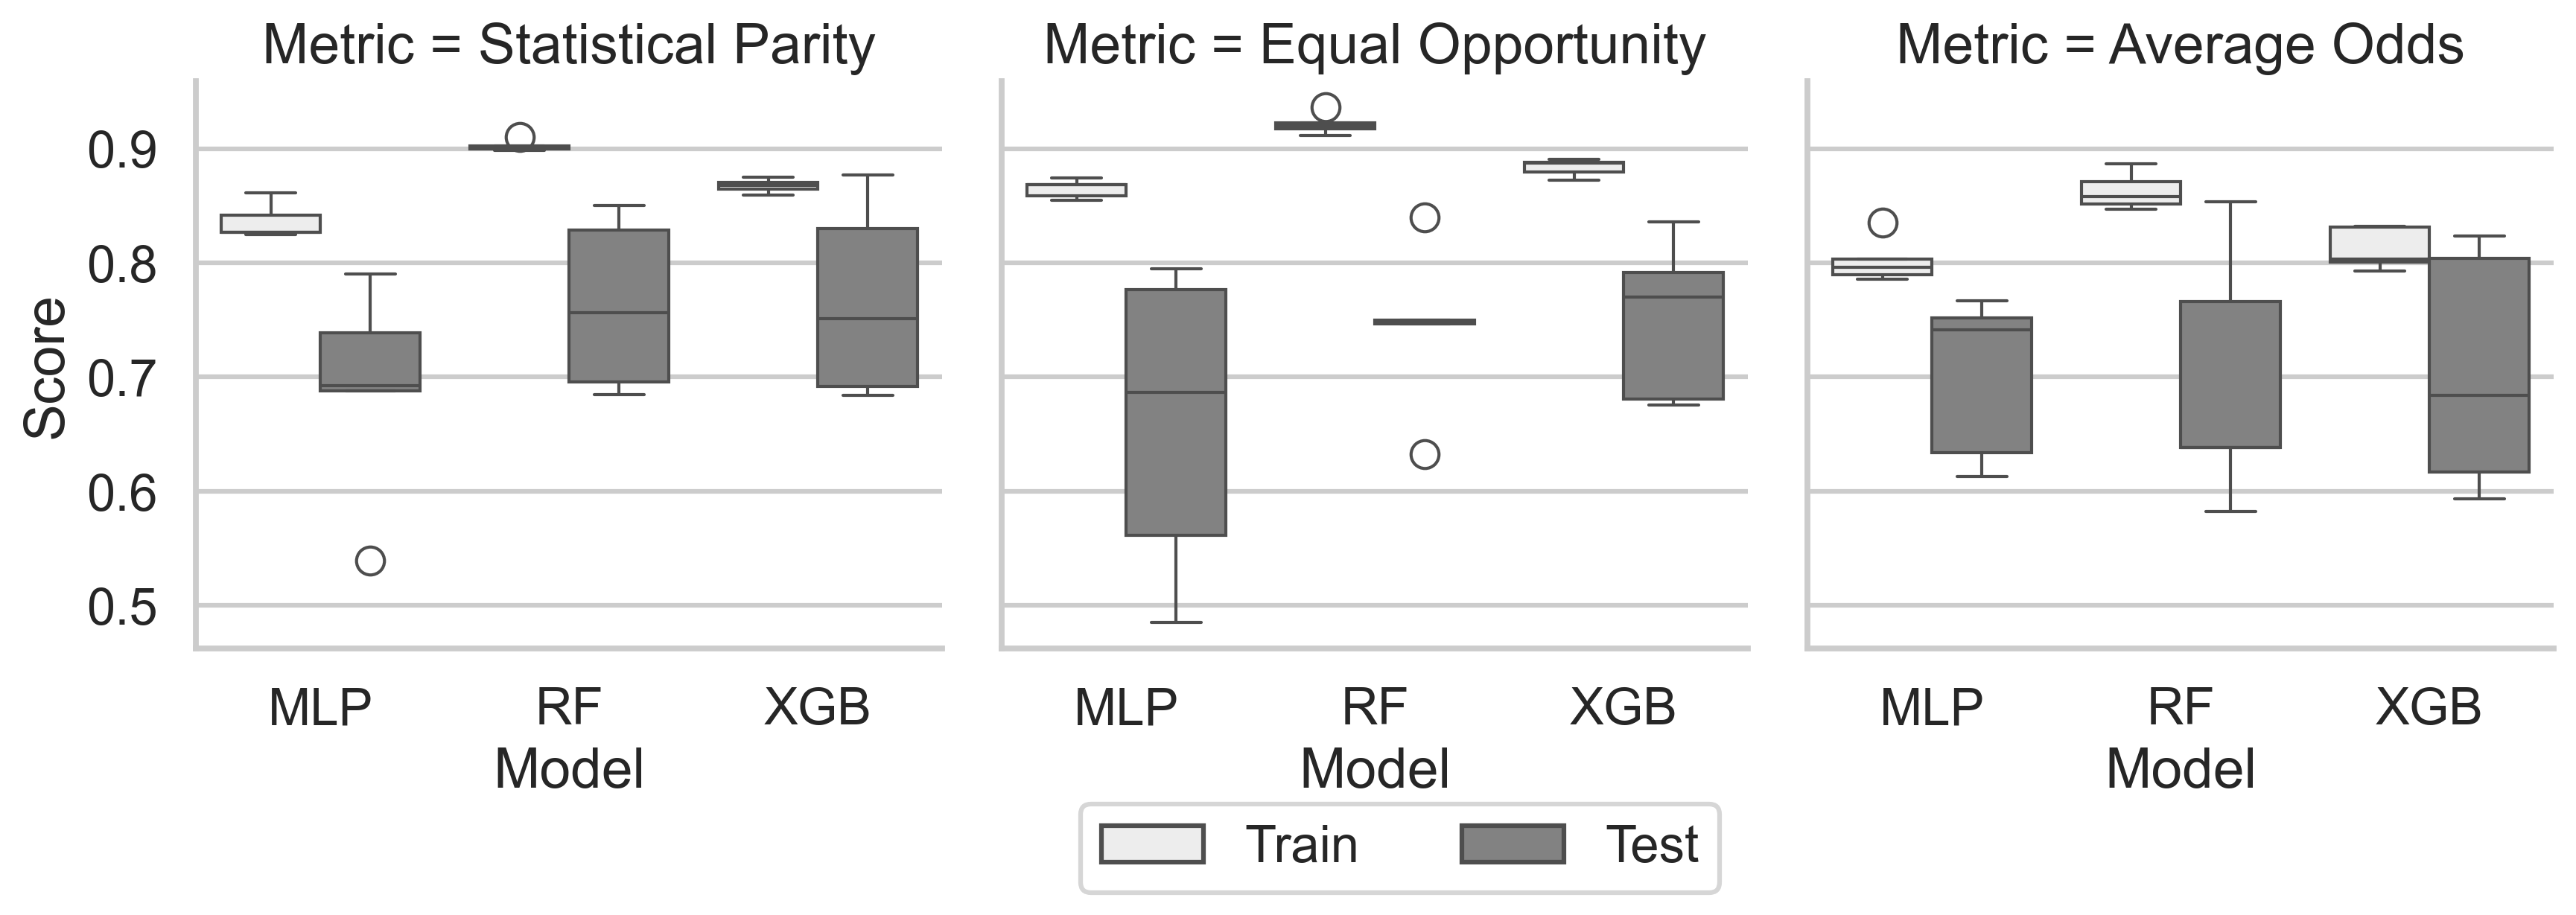 Metric = Statistical Parity
Metric = Equal Opportunity
Metric = Average Odds
Score
0.9
0.8
0.7
0.6
0.5
MLP RF XGB
MLP RF XGB
MLP RF XGB
Model
Model
Model
Train
Test